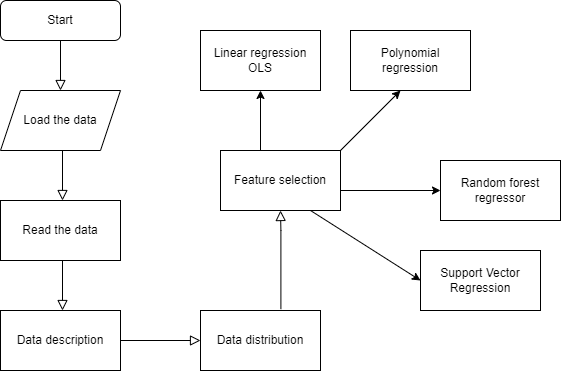 Start
Load the data
Read the data
Data description
Data distribution
Feature selection
Linear regression
OLS
Polynomial
regression
Random forest
regressor
Support Vector
Regression